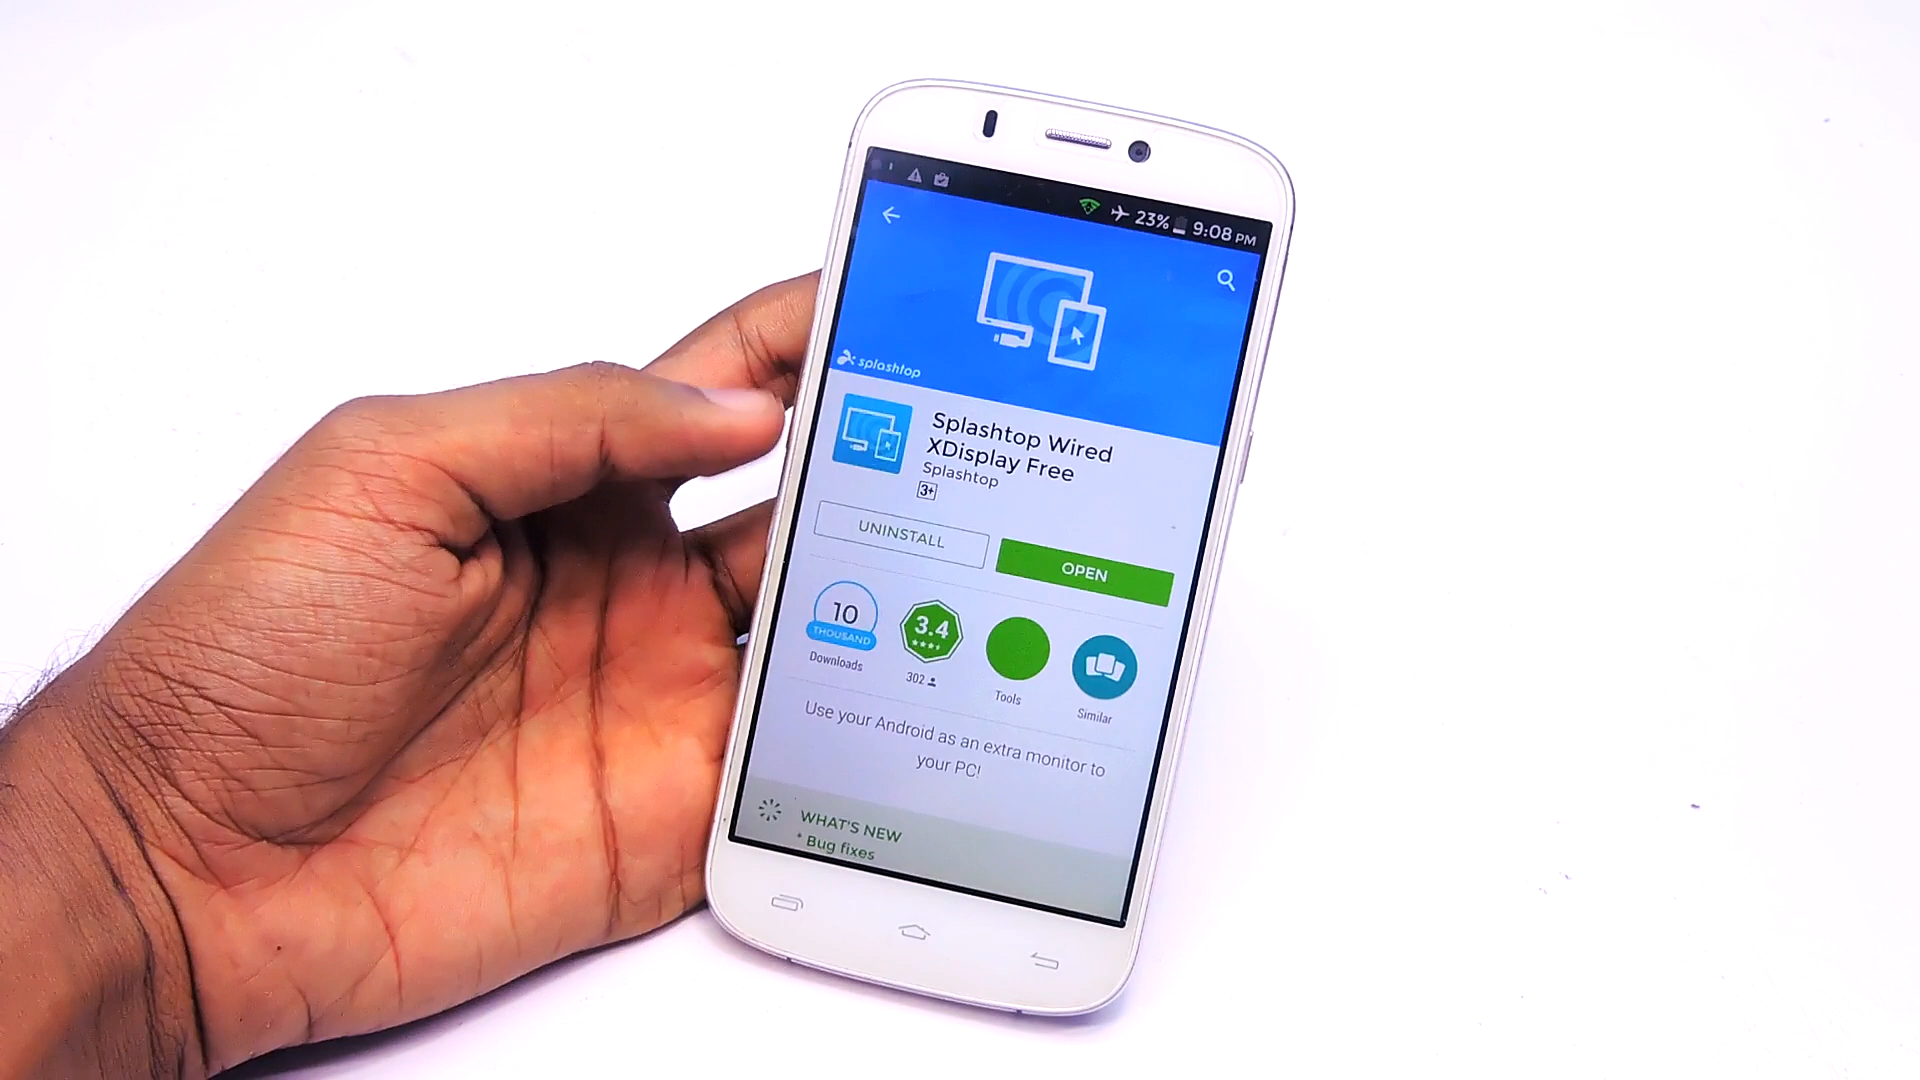 23% 9:08 PM
splashtop
Splashtop Wired
XDisplay Free
Splashtop
3+
UNINSTALL
OPEN
10
THOUSAND
Downloads
3.4
302
Tools
Similar
Use your Android as an extra monitor to
your PC!
WHAT'S NEW
* Bug fixes